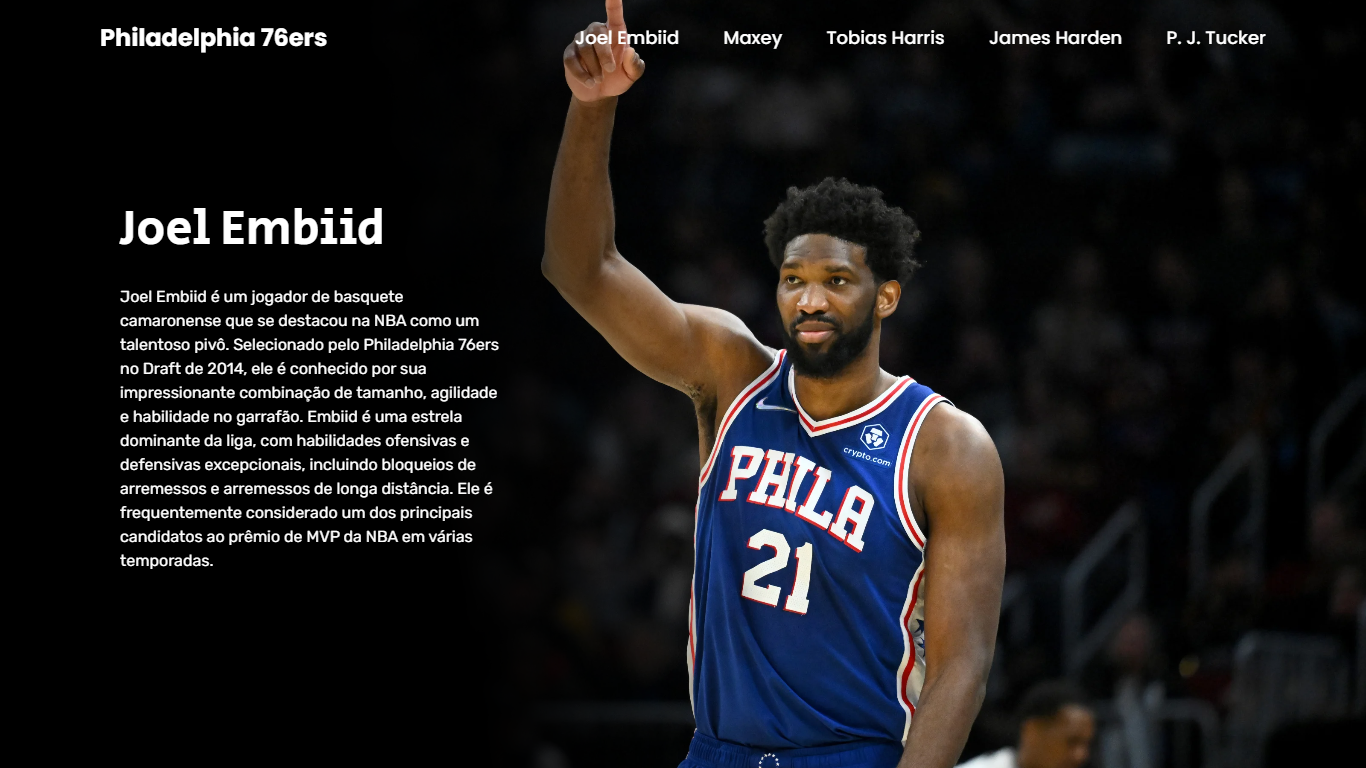 Philadelphia 76ers
Joel Embiid
Maxey
Tobias Harris
James Harden
P. J. Tucker
Joel Embiid
Joel Embiid é um jogador de basquete
camaronense que se destacou na NBA como um
talentoso pivô. Selecionado pelo Philadelphia 76ers
no Draft de 2014, ele é conhecido por sua
impressionante combinação de tamanho, agilidade
e habilidade no garrafão. Embiid é uma estrela
dominante da liga, com habilidades ofensivas e
defensivas excepcionais, incluindo bloqueios de
arremessos e arremessos de longa distância. Ele é
frequentemente considerado um dos principais
candidatos ao prêmio de MVP da NBA em várias
temporadas.
crypto.com
PHILA
21